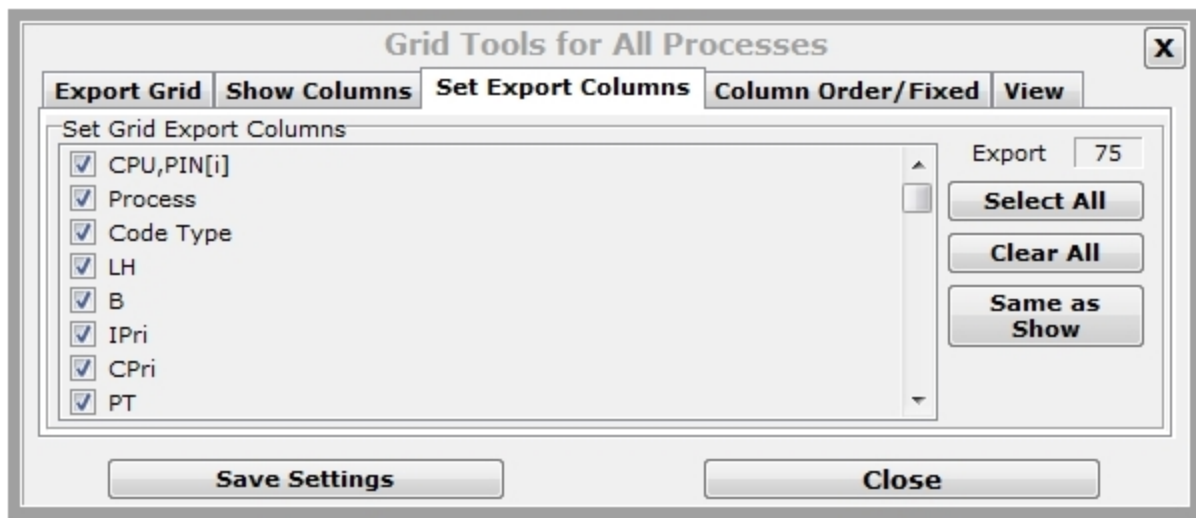 Grid Tools for All Processes
X
Export Grid Show Columns Set Export Columns Column Order/Fixed View
Set Grid Export Columns
CPU,PIN[i]
Process
Code Type
LH
B
IPri
CPri
PT
Export 75
Select All
Clear All
Same as
Show
Save Settings Close